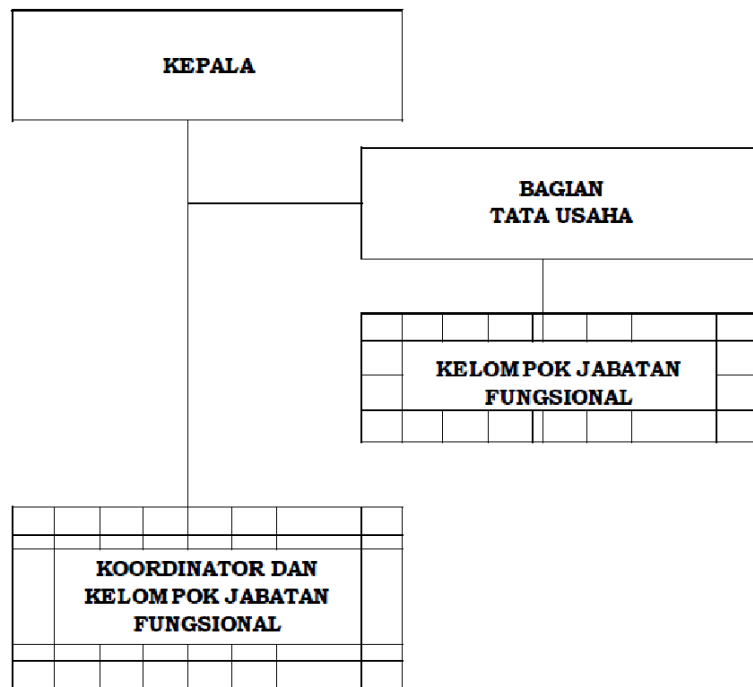 KEPALA
BAGIAN
TATA USAHA
KELOMPOK JABATAN
FUNGSIONAL
KOORDINATOR DAN
KELOMPOK JABATAN
FUNGSIONAL